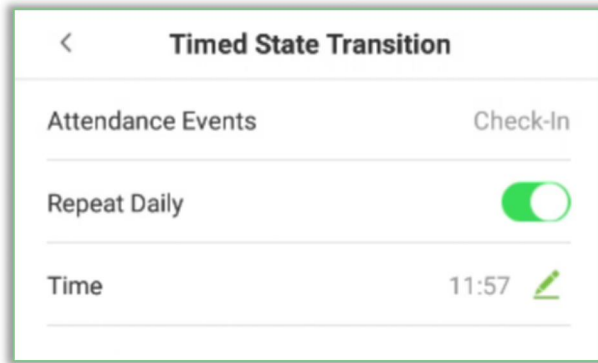 Timed State Transition
Attendance Events Check-In
Repeat Daily
Time 11:57